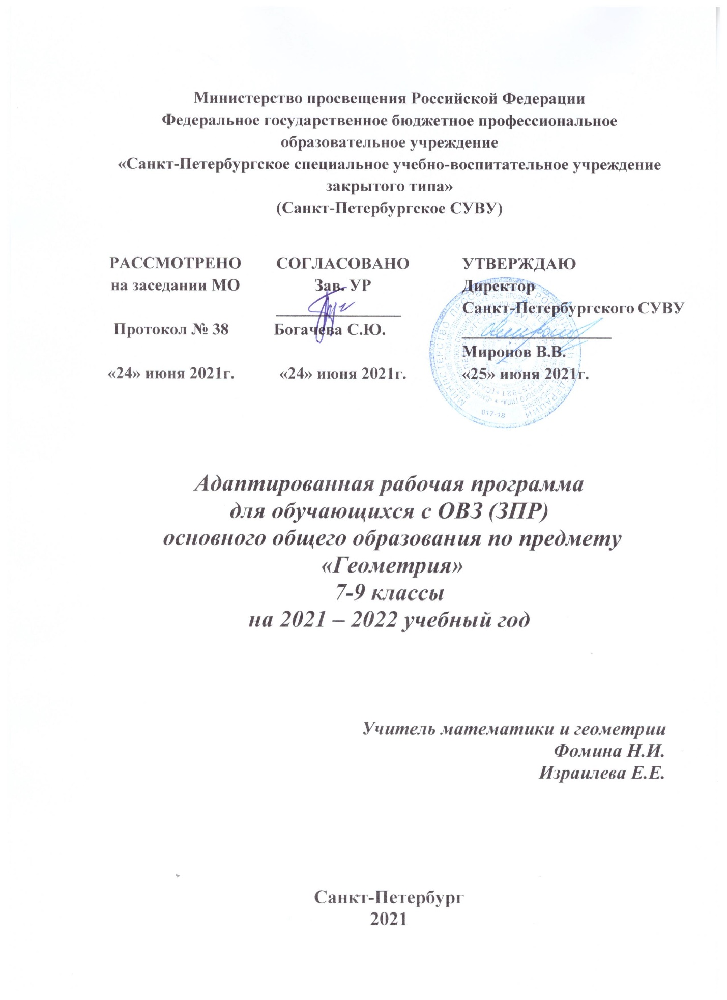 Министерство просвещения Российской Федерации
Федеральное государственное бюджетное профессиональное
образовательное учреждение
«Санкт-Петербургское специальное учебно-воспитательное учреждение
закрытого типа»
(Санкт-Петербургское СУВУ)
РАССМОТРЕНО
на заседании МО
Протокол № 38
«24» июня 2021г.
СОГЛАСОВАНО
Зав. УР
Богачева С.Ю.
«24» июня 2021г.
УТВЕРЖДАЮ
Директор
Санкт-Петербургского СУВУ
Миронов В.В.
«25» июня 2021г.
017-18
Адаптированная рабочая программа
для обучающихся с ОВЗ (ЗПР)
основного общего образования по предмету
«Геометрия»
7-9 классы
на 2021 – 2022 учебный год
Учитель математики и геометрии
Фомина Н.И.
Израилева Е.Е.
Санкт-Петербург
2021